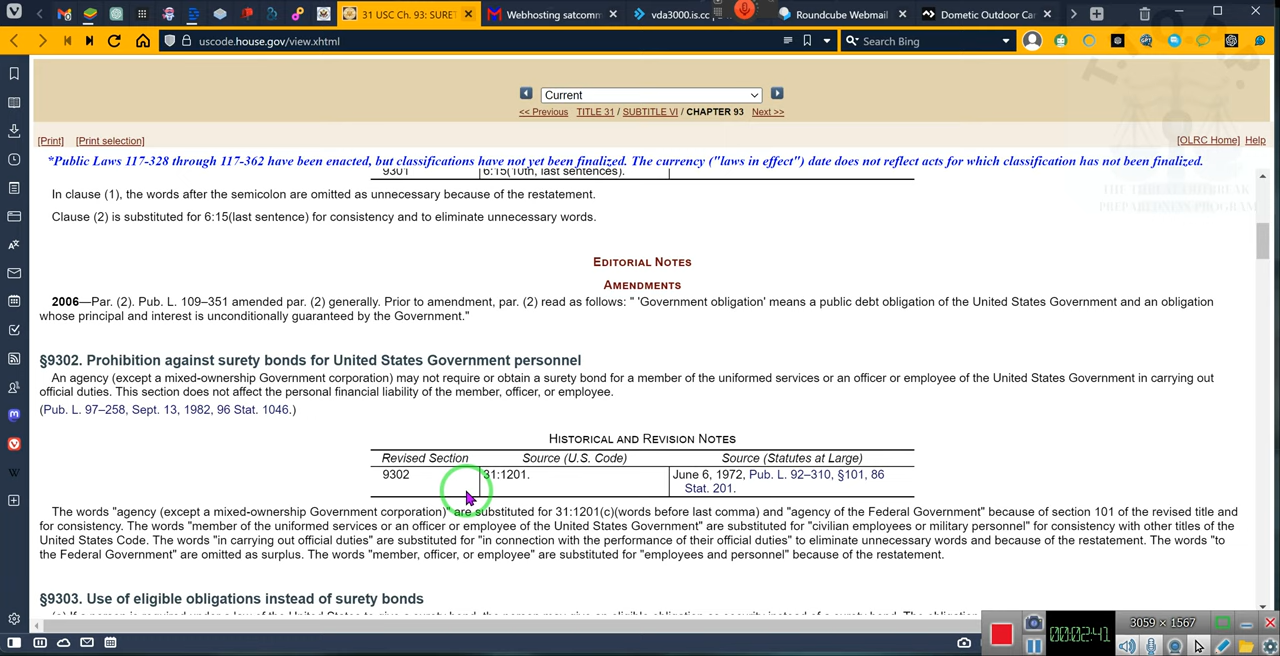 31 USC Ch. 93: SURET
Webhosting satcomm
vda3000.is.cc
Roundcube Webmail
Dometic Outdoor Ca
uscode.house.gov/view.xhtml
Search Bing
Current
<< Previous TITLE 31 / SUBTITLE VI / CHAPTER 93 Next >>
[Print] [Print selection]
[OLRC Home] Help
*Public Laws 117-328 through 117-362 have been enacted, but classifications have not yet been finalized. The currency ("laws in effect") date does not reflect acts for which classification has not been finalized.
9301 6:15(10th, last sentences).
In clause (1), the words after the semicolon are omitted as unnecessary because of the restatement.
Clause (2) is substituted for 6:15(last sentence) for consistency and to eliminate unnecessary words.
THE THREAT/OUTBREAK
PREPAREDNESS PROGRAM
EDITORIAL NOTES
AMENDMENTS
2006—Par. (2). Pub. L. 109–351 amended par. (2) generally. Prior to amendment, par. (2) read as follows: " 'Government obligation' means a public debt obligation of the United States Government and an obligation
whose principal and interest is unconditionally guaranteed by the Government."
§9302. Prohibition against surety bonds for United States Government personnel
An agency (except a mixed-ownership Government corporation) may not require or obtain a surety bond for a member of the uniformed services or an officer or employee of the United States Government in carrying out
official duties. This section does not affect the personal financial liability of the member, officer, or employee.
(Pub. L. 97–258, Sept. 13, 1982, 96 Stat. 1046.)
HISTORICAL AND REVISION NOTES
Revised Section Source (U.S. Code) Source (Statutes at Large)
9302 31:1201. June 6, 1972, Pub. L. 92–310, §101, 86
Stat. 201.
The words "agency (except a mixed-ownership Government corporation)" are substituted for 31:1201(c)(words before last comma) and "agency of the Federal Government" because of section 101 of the revised title and
for consistency. The words "member of the uniformed services or an officer or employee of the United States Government" are substituted for "civilian employees or military personnel" for consistency with other titles of the
United States Code. The words "in carrying out official duties" are substituted for "in connection with the performance of their official duties" to eliminate unnecessary words and because of the restatement. The words "to
the Federal Government" are omitted as surplus. The words "member, officer, or employee" are substituted for "employees and personnel" because of the restatement.
§9303. Use of eligible obligations instead of surety bonds
3059 × 1567
00:02:41